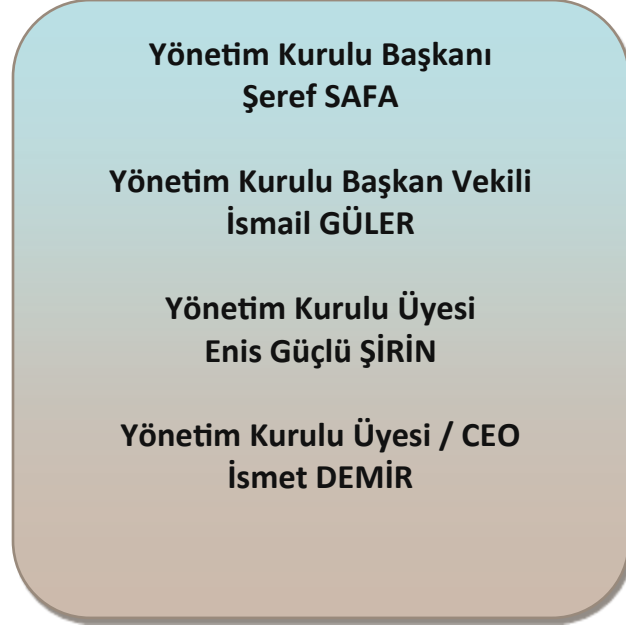 Yönetim Kurulu Başkanı
Şeref SAFA
Yönetim Kurulu Başkan Vekili
İsmail GÜLER
Yönetim Kurulu Üyesi
Enis Güçlü ŞİRİN
Yönetim Kurulu Üyesi / CEO
İsmet DEMİR